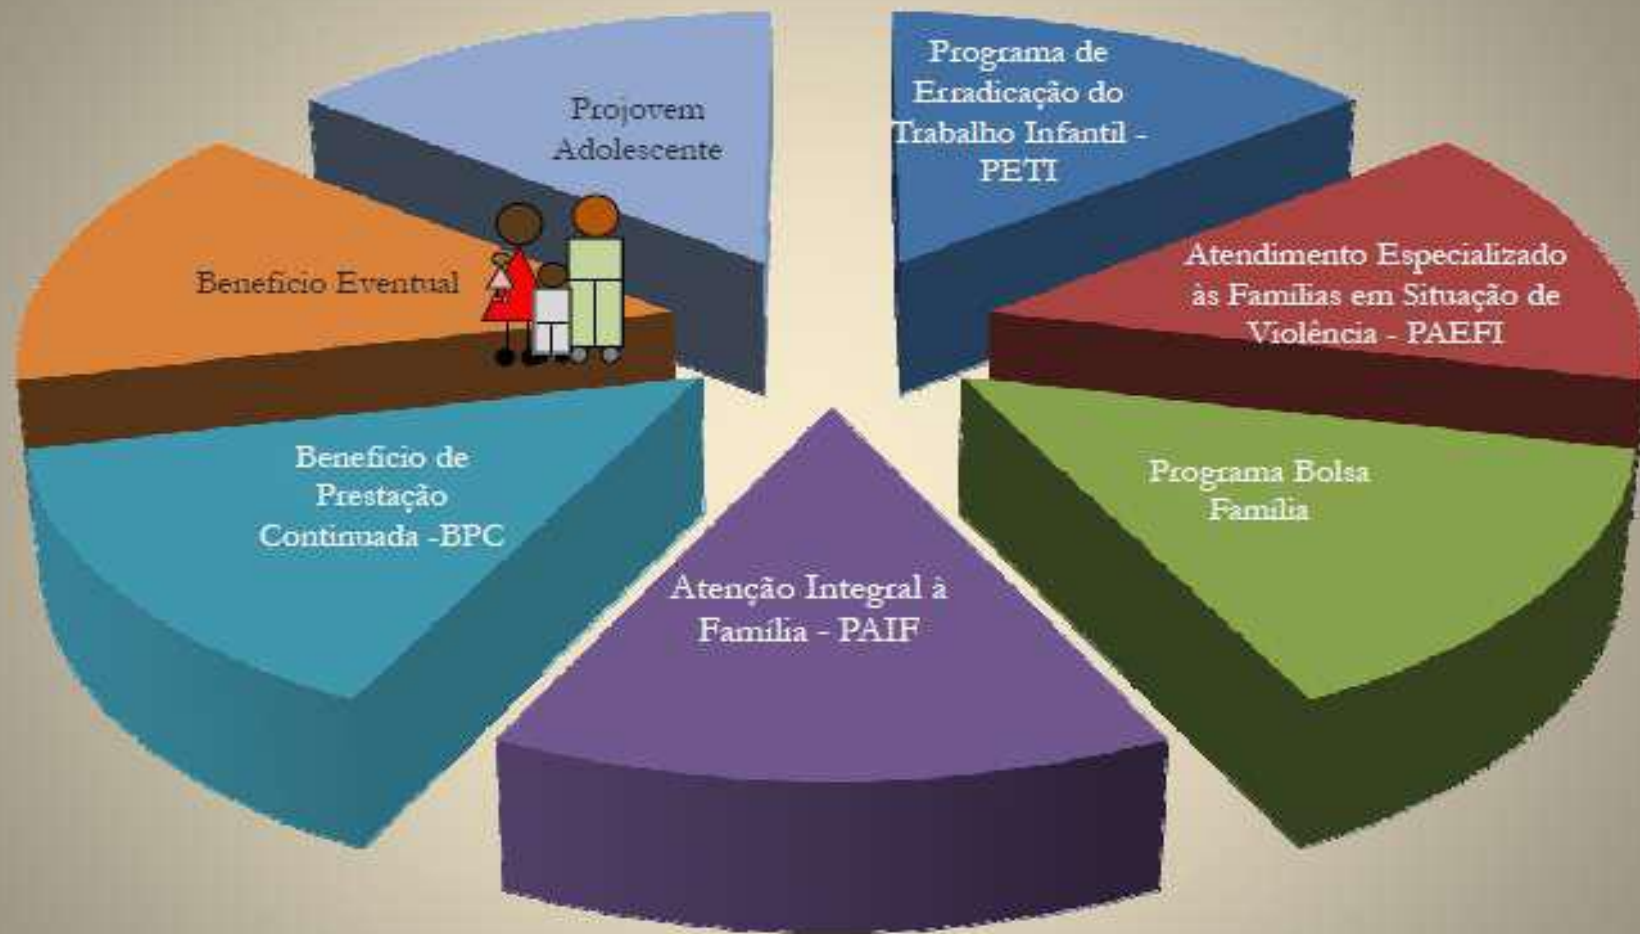 Programa de
Erradicação do
Trabalho Infantil -
PETI
Atendimento Especializado
às Famílias em Situação de
Violência - PAEFI
Programa Bolsa
Família
Atenção Integral à
Família - PAIF
Benefício de
Prestação
Continuada -BPC
Benefício Eventual
Projovem
Adolescente